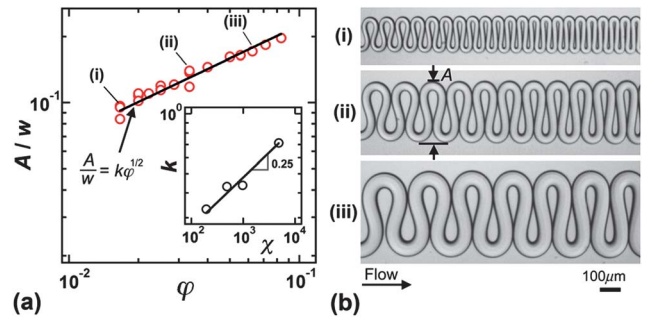 A / w
10⁻¹
(i)
(ii)
(iii)
A/w = kφ^1/2
k
10⁰
0.25
10²
10³
χ
10⁴
10⁻²
φ
10⁻¹
(a)
(i)
(ii)
A
(iii)
Flow
100μm
(b)